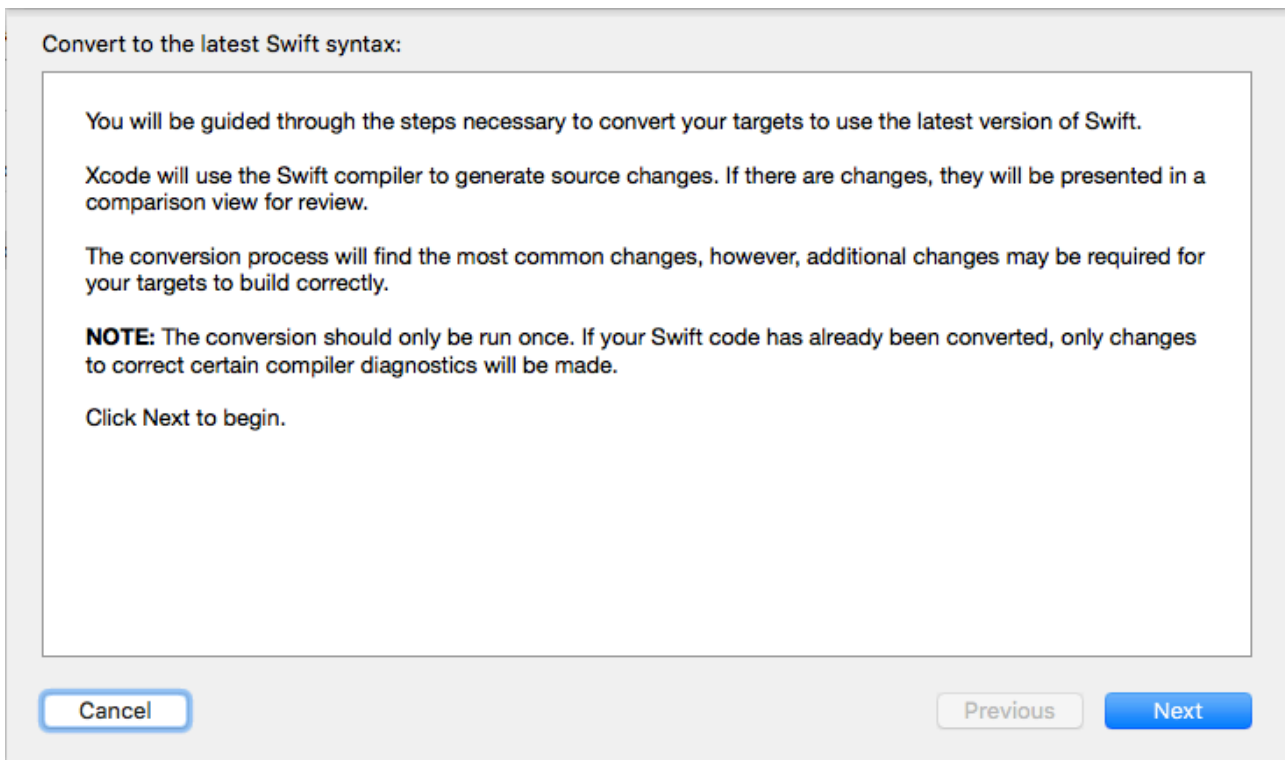 Convert to the latest Swift syntax:
You will be guided through the steps necessary to convert your targets to use the latest version of Swift.
Xcode will use the Swift compiler to generate source changes. If there are changes, they will be presented in a
comparison view for review.
The conversion process will find the most common changes, however, additional changes may be required for
your targets to build correctly.
NOTE: The conversion should only be run once. If your Swift code has already been converted, only changes
to correct certain compiler diagnostics will be made.
Click Next to begin.
Cancel
Previous
Next